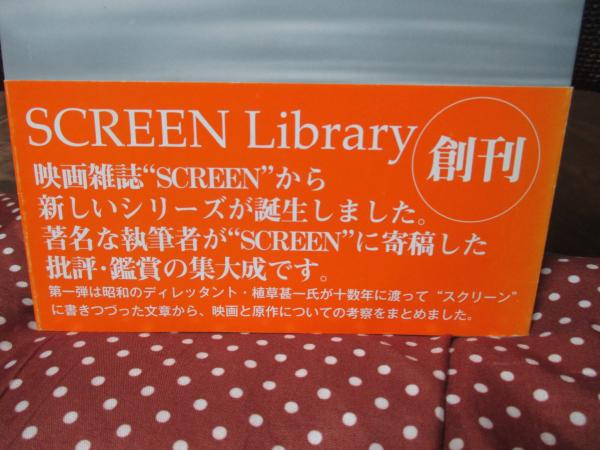 SCREEN Library
創刊
映画雑誌“SCREEN”から
新しいシリーズが誕生しました。
著名な執筆者が“SCREEN”に寄稿した
批評・鑑賞の集大成です。
第一弾は昭和のディレッタント・植草甚一氏が十数年に渡って“スクリーン”
に書きつづった文章から、映画と原作についての考察をまとめました。